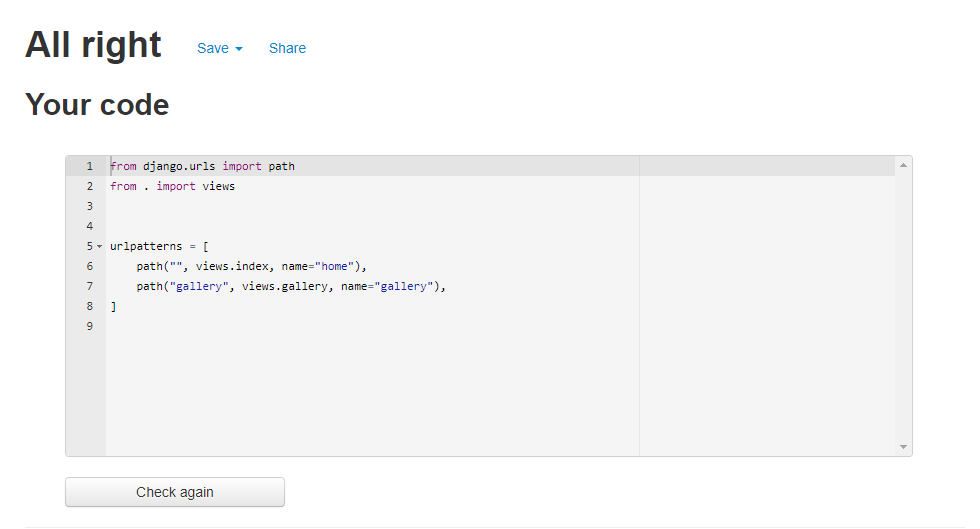 All right
Save
Share
Your code
1 from django.urls import path
2 from . import views
3
4
5 urlpatterns = [
6     path("", views.index, name="home"),
7     path("gallery", views.gallery, name="gallery"),
8 ]
9
Check again